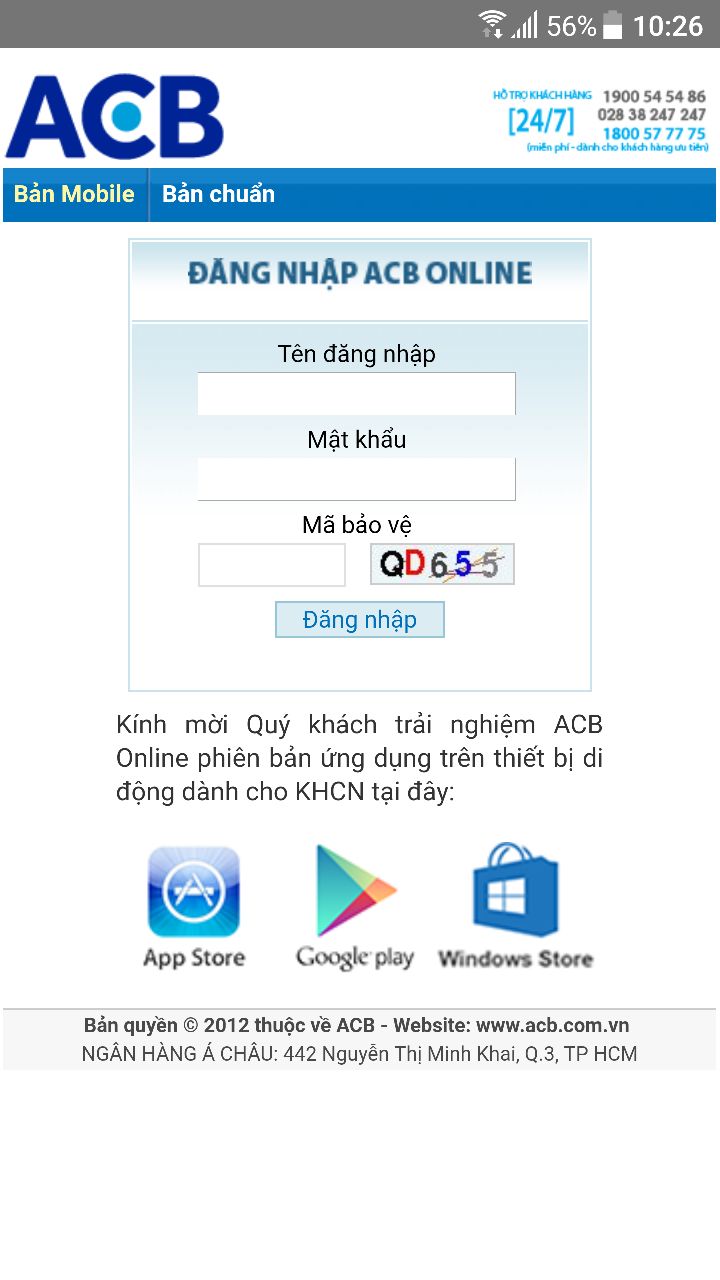 56% 10:26
ACB
HỖ TRỢ KHÁCH HÀNG 1900 54 54 86
[24/7] 028 38 247 247
1800 57 77 75
(miễn phí - dành cho khách hàng ưu tiên)
Bản Mobile Bản chuẩn
ĐĂNG NHẬP ACB ONLINE
Tên đăng nhập
Mật khẩu
Mã bảo vệ
QD655
Đăng nhập
Kính mời Quý khách trải nghiệm ACB
Online phiên bản ứng dụng trên thiết bị di
động dành cho KHCN tại đây:
App Store Google play Windows Store
Bản quyền © 2012 thuộc về ACB - Website: www.acb.com.vn
NGÂN HÀNG Á CHÂU: 442 Nguyễn Thị Minh Khai, Q.3, TP HCM